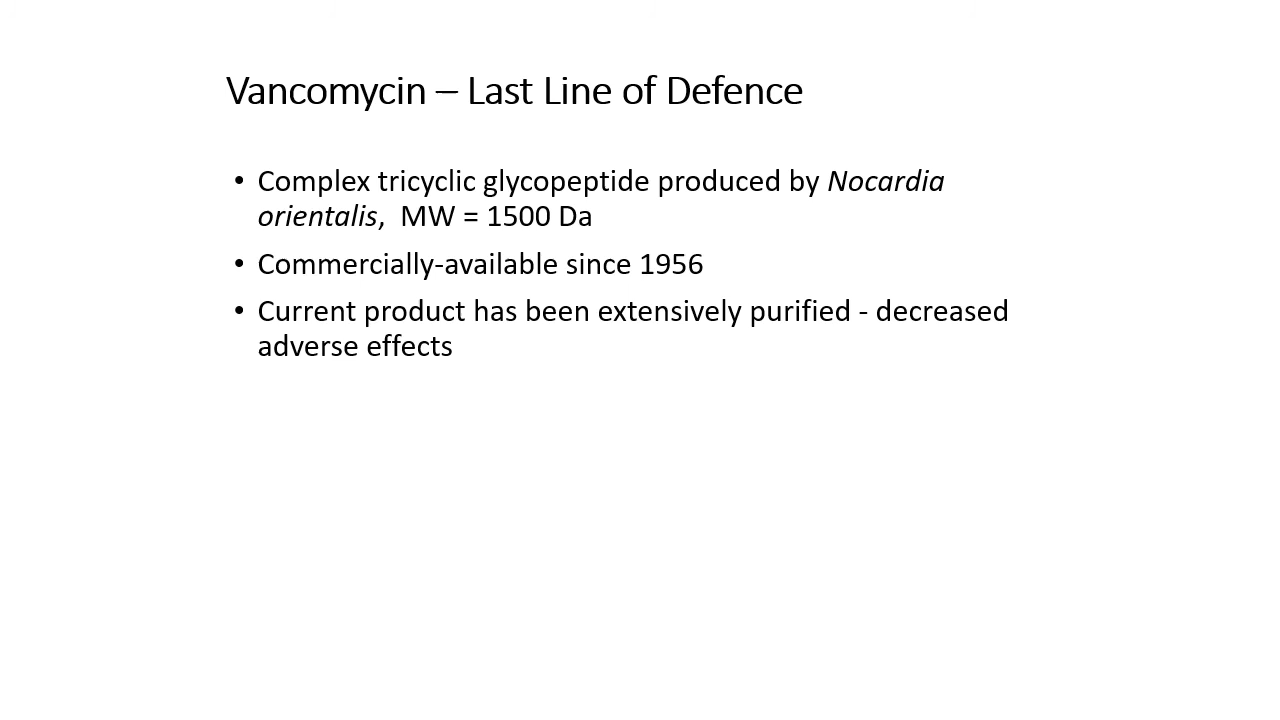 Vancomycin – Last Line of Defence
• Complex tricyclic glycopeptide produced by Nocardia
orientalis,  MW = 1500 Da
• Commercially-available since 1956
• Current product has been extensively purified - decreased
adverse effects